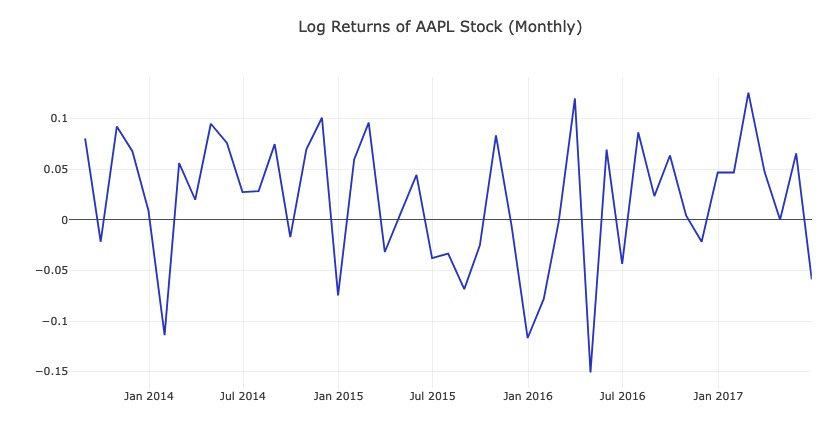 Log Returns of AAPL Stock (Monthly)
0.1
0.05
0
−0.05
−0.1
−0.15
Jan 2014
Jul 2014
Jan 2015
Jul 2015
Jan 2016
Jul 2016
Jan 2017